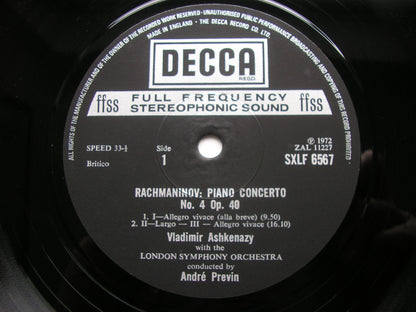 ALL RIGHTS OF THE MANUFACTURER AND OF THE OWNER OF THE RECORDED WORK RESERVED · UNAUTHORISED PUBLIC PERFORMANCE BROADCASTING AND COPYING OF THIS RECORD PROHIBITED.
MADE IN ENGLAND · THE DECCA RECORD CO. LTD.
DECCA
REGD.
ffss FULL FREQUENCY ffss
STEREOPHONIC SOUND
SPEED 33⅓ Side ℗ 1972
1 ZAL 11227
Britico SXLF 6567
RACHMANINOV: PIANO CONCERTO
No. 4 Op. 40
1. I—Allegro vivace (alla breve) (9.50)
2. II—Largo — III — Allegro vivace (16.10)
Vladimir Ashkenazy
with the
LONDON SYMPHONY ORCHESTRA
conducted by
André Previn